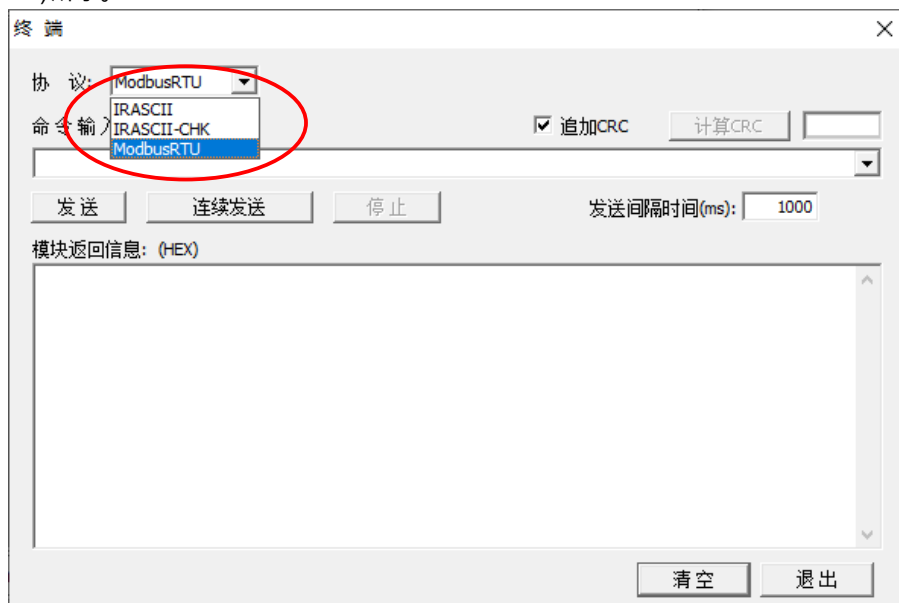 终 端
协 议: ModbusRTU
IRASCII
命令输入 IRASCII-CHK 追加CRC 计算CRC
ModbusRTU
发送 连续发送 停止 发送间隔时间(ms): 1000
模块返回信息: (HEX)
清空 退出